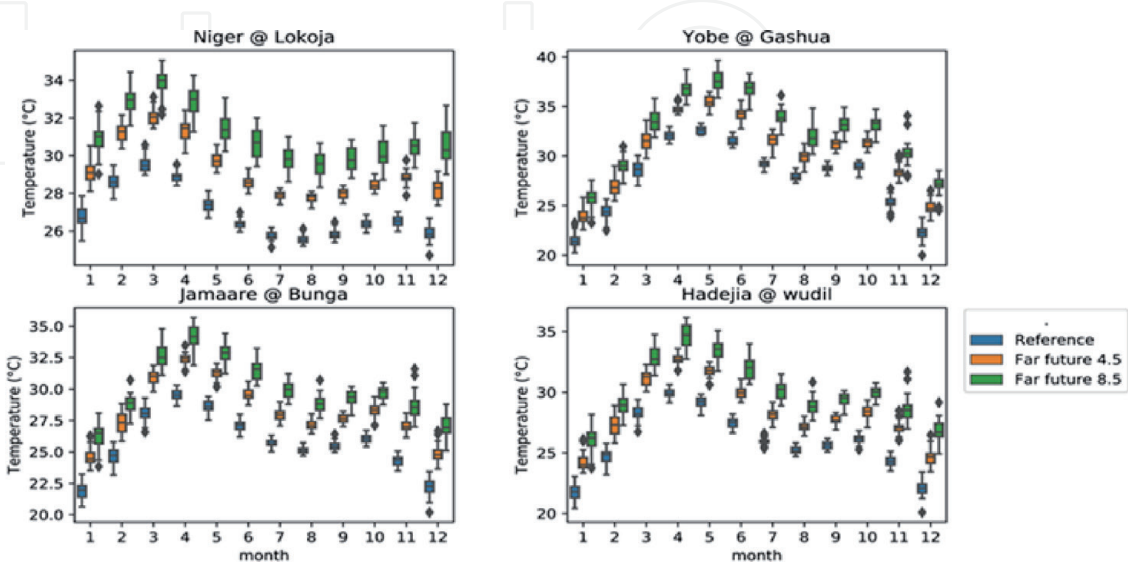 Niger @ Lokoja
Temperature (°C)
34
32
30
28
26
1 2 3 4 5 6 7 8 9 10 11 12
Yobe @ Gashua
Temperature (°C)
40
35
30
25
20
1 2 3 4 5 6 7 8 9 10 11 12
Jamaare @ Bunga
Temperature (°C)
35.0
32.5
30.0
27.5
25.0
22.5
20.0
1 2 3 4 5 6 7 8 9 10 11 12
month
Hadejia @ wudil
Temperature (°C)
35
30
25
20
1 2 3 4 5 6 7 8 9 10 11 12
month
Reference
Far future 4.5
Far future 8.5